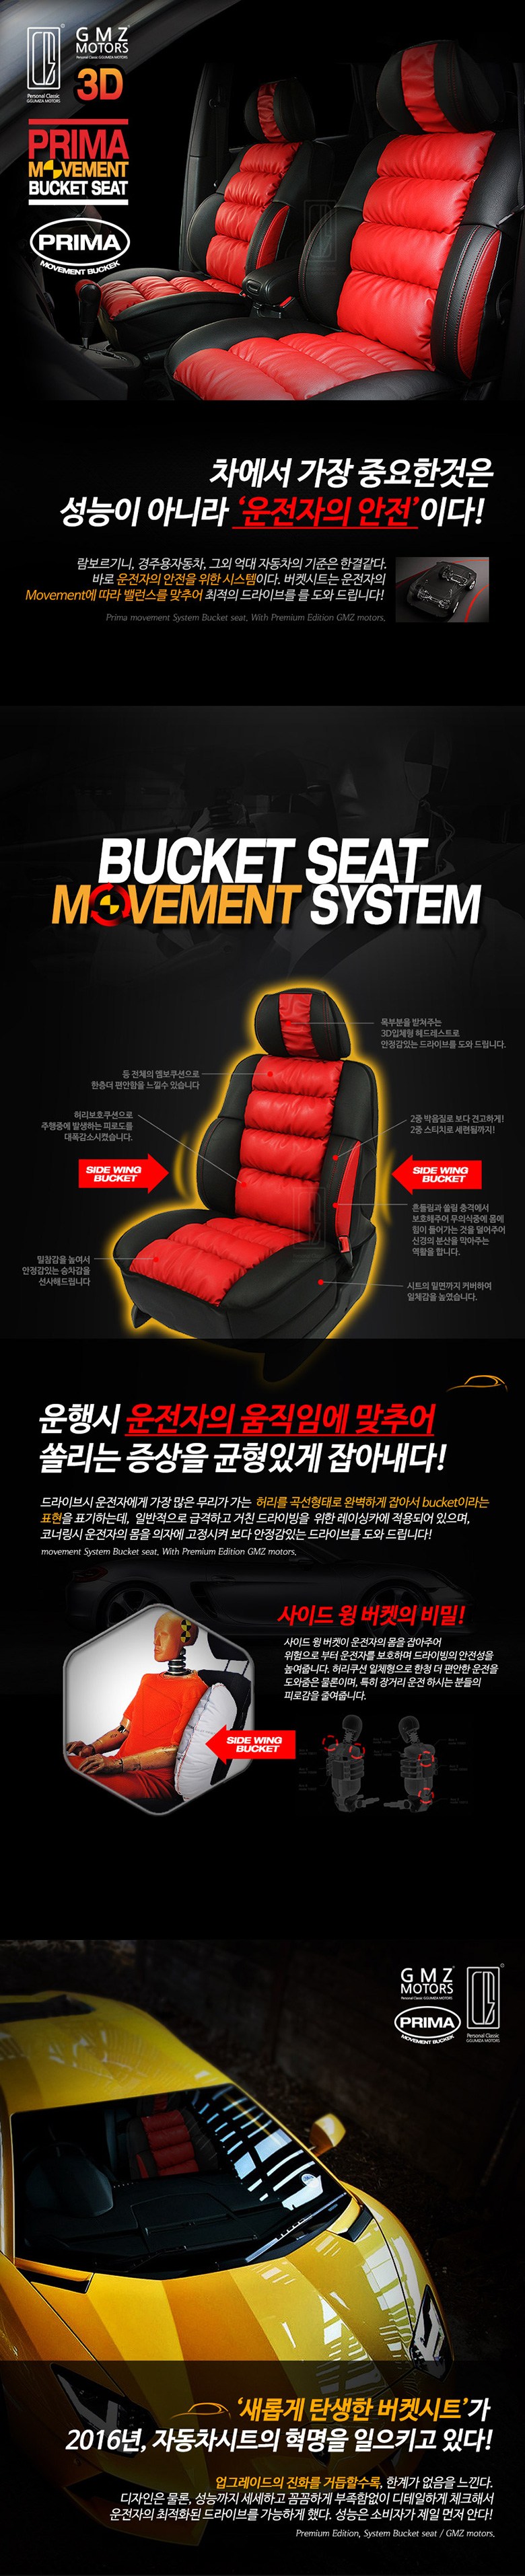 GMZ
MOTORS
Personal Classic GGUMIZA MOTORS
Personal Classic
GGUMIZA MOTORS
3D
PRIMA
MOVEMENT
BUCKET SEAT
PRIMA
MOVEMENT BUCKEK
차에서 가장 중요한것은
성능이 아니라 '운전자의 안전'이다!
람보르기니, 경주용자동차, 그외 억대 자동차의 기준은 한결같다.
바로 운전자의 안전을 위한 시스템이다. 버켓시트는 운전자의
Movement에 따라 밸런스를 맞추어 최적의 드라이브를 를 도와 드립니다!
Prima movement System Bucket seat, With Premium Edition GMZ motors.
BUCKET SEAT
MOVEMENT SYSTEM
목부분을 받쳐주는
3D입체형 헤드레스트로
안정감있는 드라이브를 도와 드립니다.
등 전체의 엠보쿠션으로
한층더 편안함을 느낄수 있습니다
허리보호쿠션으로
주행중에 발생하는 피로도를
대폭감소시켰습니다.
2중 박음질로 보다 견고하게!
2중 스티치로 세련됨까지!
SIDE WING
BUCKET
SIDE WING
BUCKET
흔들림과 쏠림 충격에서
보호해주어 무의식중에 몸에
힘이 들어가는 것을 덜어주어
신경의 분산을 막아주는
역활을 합니다.
밀참감을 높여서
안정감있는 승차감을
선사해드립니다
시트의 밑면까지 커버하여
일체감을 높였습니다.
운행시 운전자의 움직임에 맞추어
쏠리는 증상을 균형있게 잡아내다!
드라이브시 운전자에게 가장 많은 무리가 가는 허리를 곡선형태로 완벽하게 잡아서 bucket이라는
표현을 표기하는데, 일반적으로 급격하고 거친 드라이빙을 위한 레이싱카에 적용되어 있으며,
코너링시 운전자의 몸을 의자에 고정시켜 보다 안정감있는 드라이브를 도와 드립니다!
movement System Bucket seat, With Premium Edition GMZ motors.
사이드 윙 버켓의 비밀!
사이드 윙 버켓이 운전자의 몸을 잡아주어
위험으로 부터 운전자를 보호하며 드라이빙의 안전성을
높여줍니다. 허리쿠션 일체형으로 한청 더 편안한 운전을
도와줌은 물론이며, 특히 장거리 운전 하시는 분들의
피로감을 줄여줍니다.
SIDE WING
BUCKET
GMZ
MOTORS
Personal Classic GGUMIZA MOTORS
PRIMA
MOVEMENT BUCKEK
Personal Classic
GGUMIZA MOTORS
'새롭게 탄생한 버켓시트'가
2016년, 자동차시트의 혁명을 일으키고 있다!
업그레이드의 진화를 거듭할수록, 한계가 없음을 느낀다.
디자인은 물론, 성능까지 세세하고 꼼꼼하게 부족함없이 디테일하게 체크해서
운전자의 최적화된 드라이브를 가능하게 했다. 성능은 소비자가 제일 먼저 안다!
Premium Edition, System Bucket seat / GMZ motors.